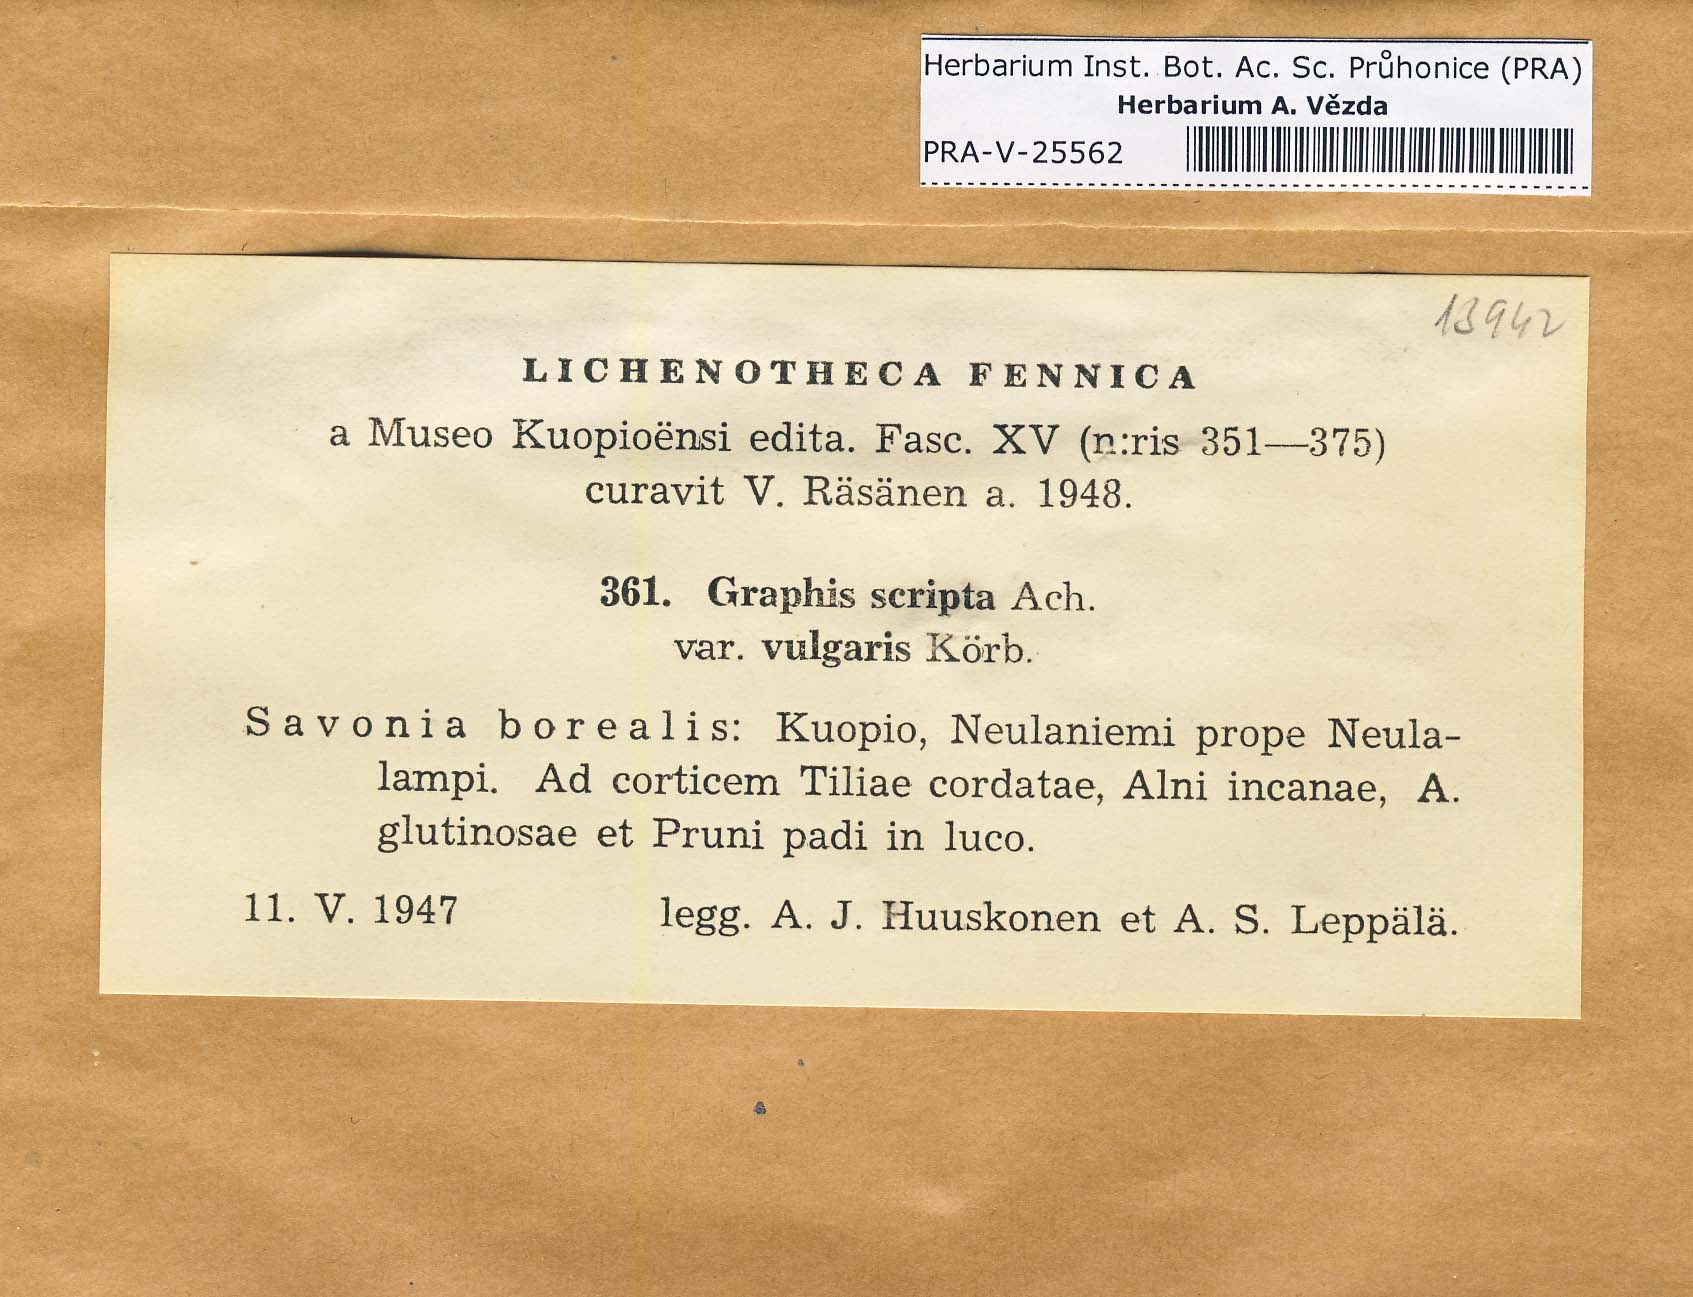 Herbarium Inst. Bot. Ac. Sc. Průhonice (PRA)
Herbarium A. Vězda
PRA-V-25562
13942
LICHENOTHECA FENNICA
a Museo Kuopioënsi edita. Fasc. XV (n:ris 351—375)
curavit V. Räsänen a. 1948.
361. Graphis scripta Ach.
var. vulgaris Körb.
Savonia borealis: Kuopio, Neulaniemi prope Neula-
lampi. Ad corticem Tiliae cordatae, Alni incanae, A.
glutinosae et Pruni padi in luco.
11. V. 1947 legg. A. J. Huuskonen et A. S. Leppälä.